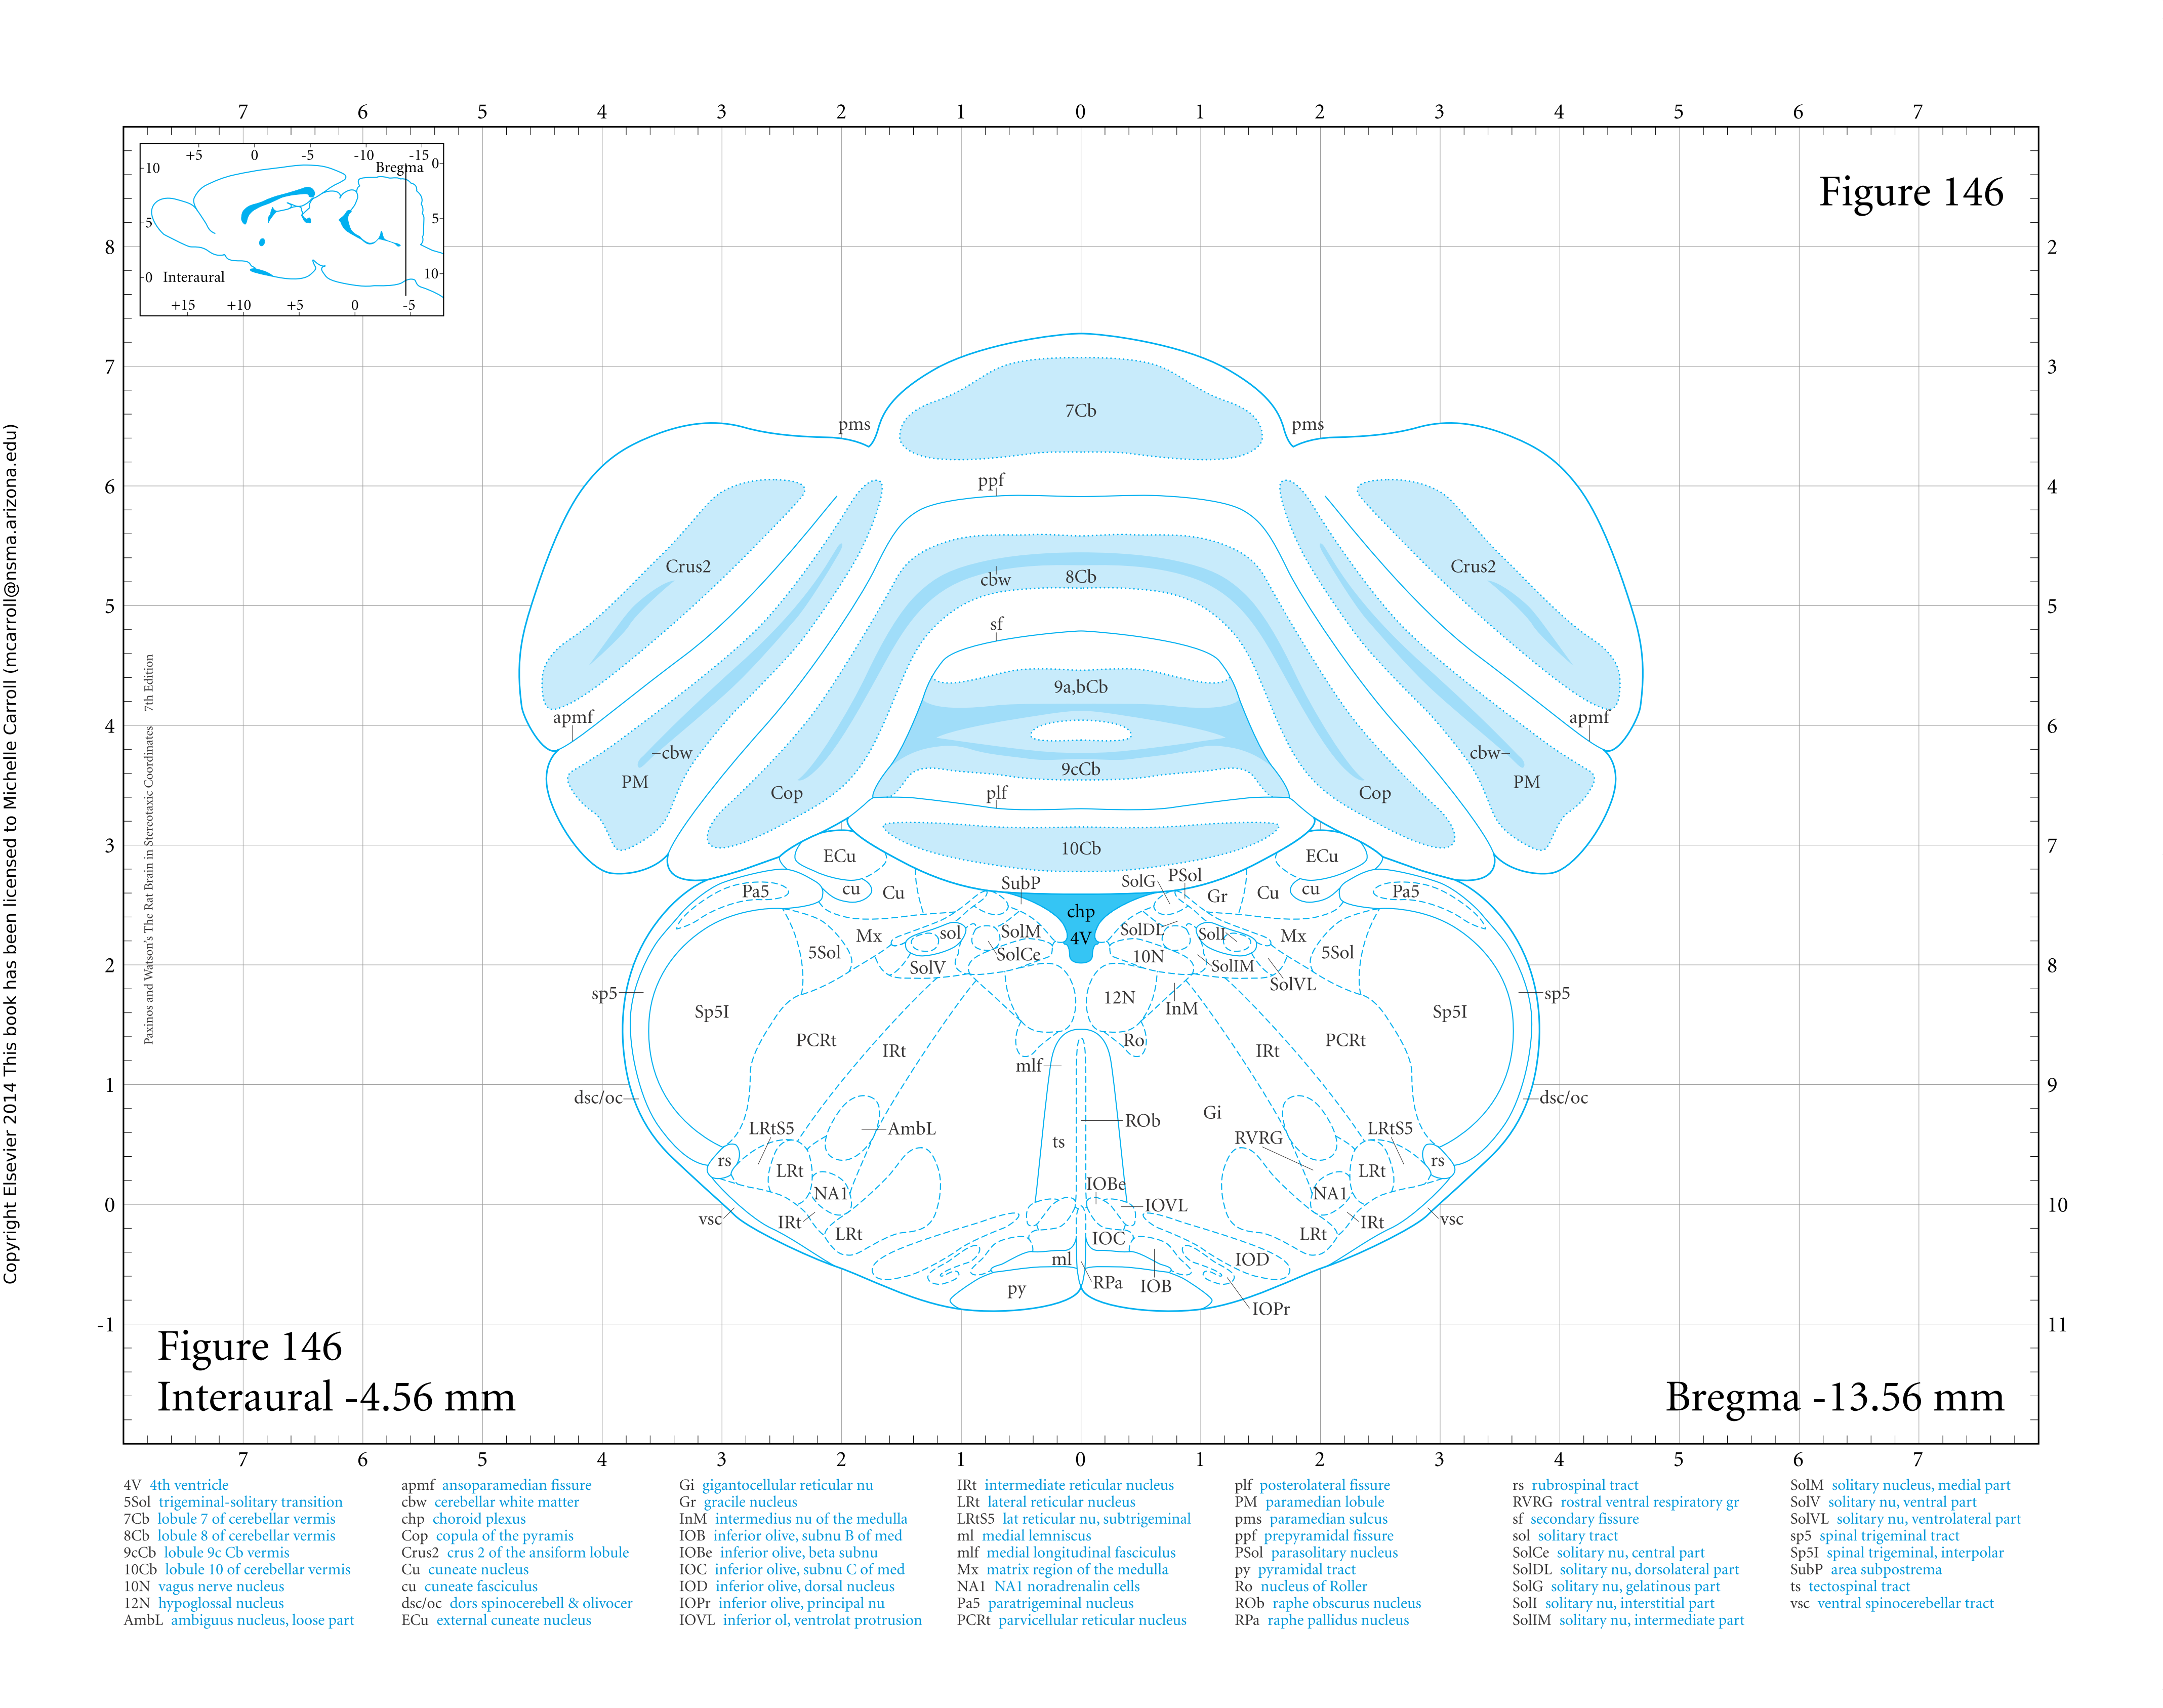 7 6 5 4 3 2 1 0 1 2 3 4 5 6 7
Figure 146
+5 0 -5 -10 -15
Bregma
10 0
5 5
0 Interaural 10
+15 +10 +5 0 -5
8 2
7 3
6 4
5 5
4 6
3 7
2 8
1 9
0 10
-1 11
7Cb
pms pms
ppf
Crus2 Crus2
cbw 8Cb
sf
9a,bCb
apmf apmf
cbw cbw
9cCb
PM PM
Cop plf Cop
10Cb
ECu ECu
Pa5 cu Cu SubP SolG PSol Gr Cu cu Pa5
chp
Mx sol SolM 4V SolDL SolI Mx
5Sol SolCe 10N 5Sol
SolV SolIM
SolVL
sp5 12N sp5
Sp5I InM Sp5I
PCRt IRt Ro IRt PCRt
mlf
dsc/oc Gi dsc/oc
LRtS5 AmbL ROb RVRG LRtS5
ts
rs LRt LRt rs
NA1 IOBe NA1
IOVL
vsc IRt IRt vsc
LRt IOC LRt
ml IOD
py RPa IOB
IOPr
Figure 146
Interaural -4.56 mm
Bregma -13.56 mm
7 6 5 4 3 2 1 0 1 2 3 4 5 6 7
Copyright Elsevier 2014 This book has been licensed to Michelle Carroll (mcarroll@nsma.arizona.edu)
Paxinos and Watson's The Rat Brain in Stereotaxic Coordinates 7th Edition
4V 4th ventricle
5Sol trigeminal-solitary transition
7Cb lobule 7 of cerebellar vermis
8Cb lobule 8 of cerebellar vermis
9cCb lobule 9c Cb vermis
10Cb lobule 10 of cerebellar vermis
10N vagus nerve nucleus
12N hypoglossal nucleus
AmbL ambiguus nucleus, loose part
apmf ansoparamedian fissure
cbw cerebellar white matter
chp choroid plexus
Cop copula of the pyramis
Crus2 crus 2 of the ansiform lobule
Cu cuneate nucleus
cu cuneate fasciculus
dsc/oc dors spinocerebell & olivocer
ECu external cuneate nucleus
Gi gigantocellular reticular nu
Gr gracile nucleus
InM intermedius nu of the medulla
IOB inferior olive, subnu B of med
IOBe inferior olive, beta subnu
IOC inferior olive, subnu C of med
IOD inferior olive, dorsal nucleus
IOPr inferior olive, principal nu
IOVL inferior ol, ventrolat protrusion
IRt intermediate reticular nucleus
LRt lateral reticular nucleus
LRtS5 lat reticular nu, subtrigeminal
ml medial lemniscus
mlf medial longitudinal fasciculus
Mx matrix region of the medulla
NA1 NA1 noradrenalin cells
Pa5 paratrigeminal nucleus
PCRt parvicellular reticular nucleus
plf posterolateral fissure
PM paramedian lobule
pms paramedian sulcus
ppf prepyramidal fissure
PSol parasolitary nucleus
py pyramidal tract
Ro nucleus of Roller
ROb raphe obscurus nucleus
RPa raphe pallidus nucleus
rs rubrospinal tract
RVRG rostral ventral respiratory gr
sf secondary fissure
sol solitary tract
SolCe solitary nu, central part
SolDL solitary nu, dorsolateral part
SolG solitary nu, gelatinous part
SolI solitary nu, interstitial part
SolIM solitary nu, intermediate part
SolM solitary nucleus, medial part
SolV solitary nu, ventral part
SolVL solitary nu, ventrolateral part
sp5 spinal trigeminal tract
Sp5I spinal trigeminal, interpolar
SubP area subpostrema
ts tectospinal tract
vsc ventral spinocerebellar tract